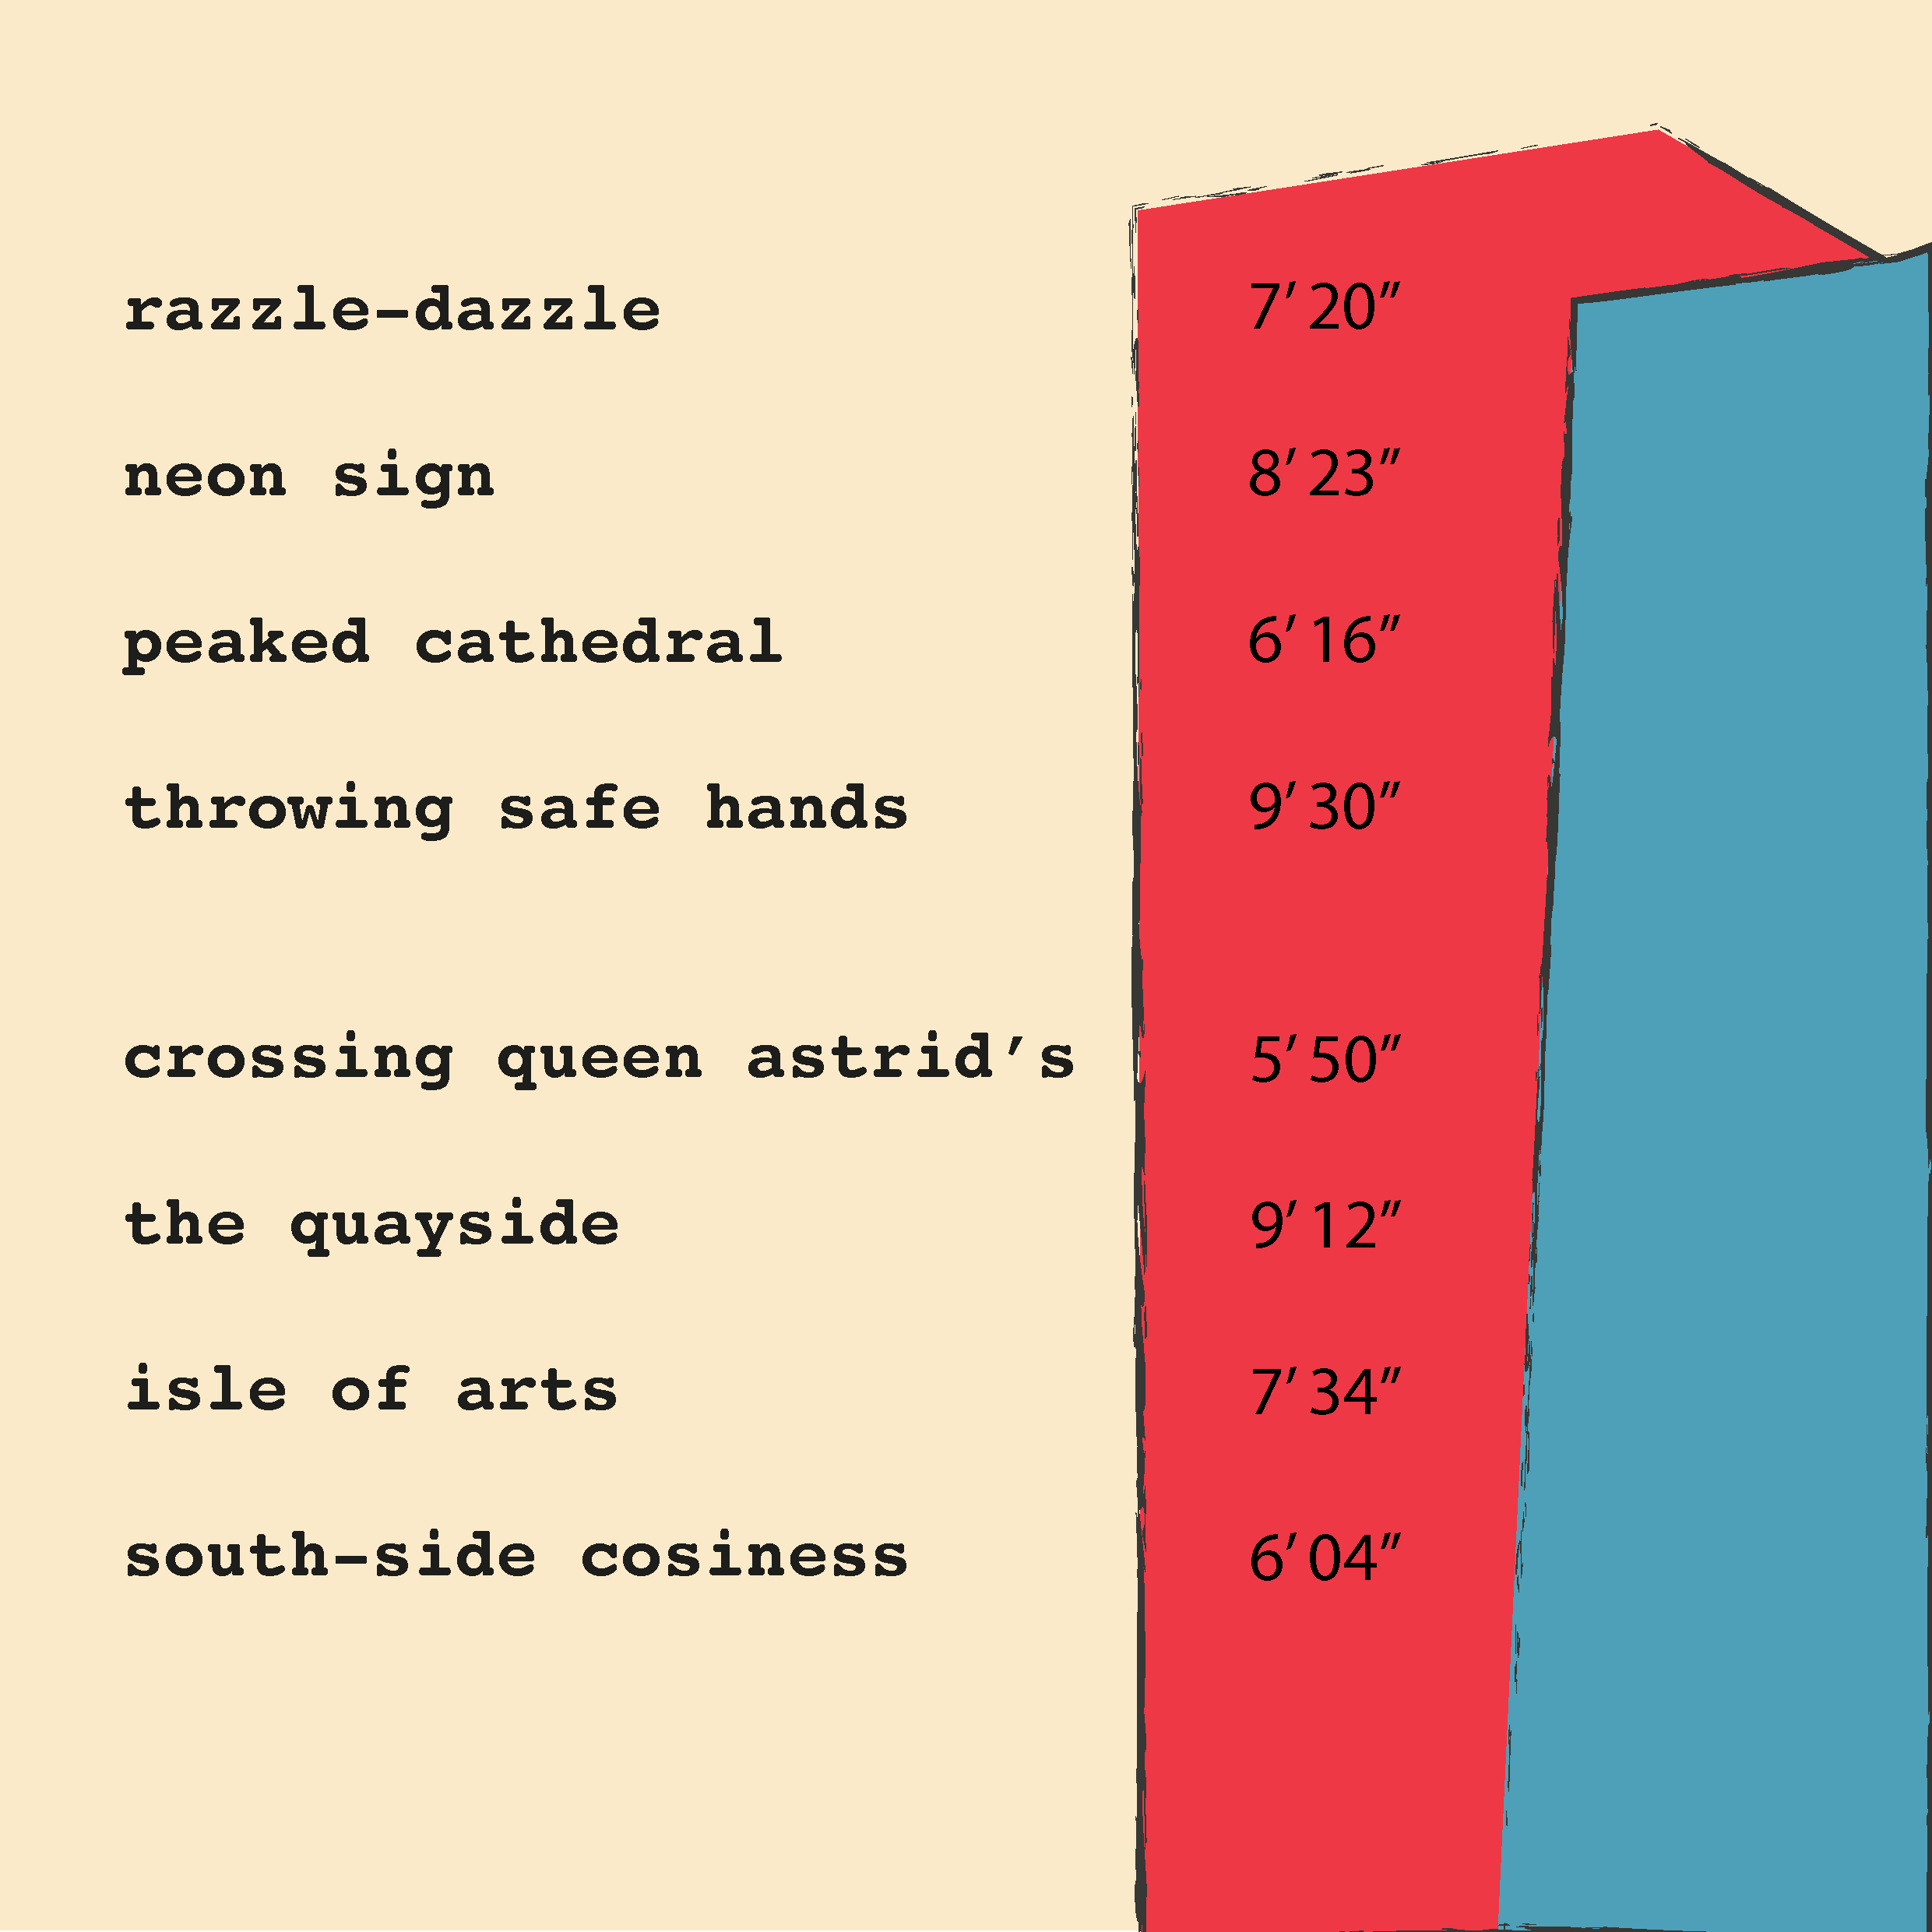 razzle-dazzle 7’ 20”
neon sign 8’ 23”
peaked cathedral 6’ 16”
throwing safe hands 9’ 30”
crossing queen astrid’s 5’ 50”
the quayside 9’ 12”
isle of arts 7’ 34”
south-side cosiness 6’ 04”